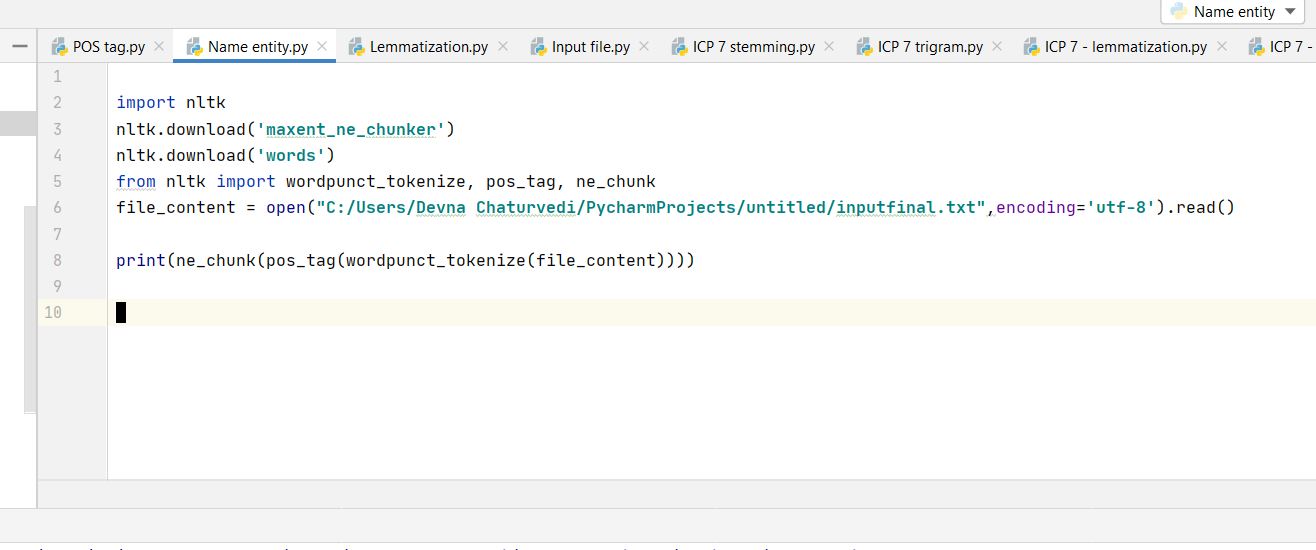 Name entity
POS tag.py Name entity.py Lemmatization.py Input file.py ICP 7 stemming.py ICP 7 trigram.py ICP 7 - lemmatization.py ICP 7 -
1
2 import nltk
3 nltk.download('maxent_ne_chunker')
4 nltk.download('words')
5 from nltk import wordpunct_tokenize, pos_tag, ne_chunk
6 file_content = open("C:/Users/Devna Chaturvedi/PycharmProjects/untitled/inputfinal.txt",encoding='utf-8').read()
7
8 print(ne_chunk(pos_tag(wordpunct_tokenize(file_content))))
9
10